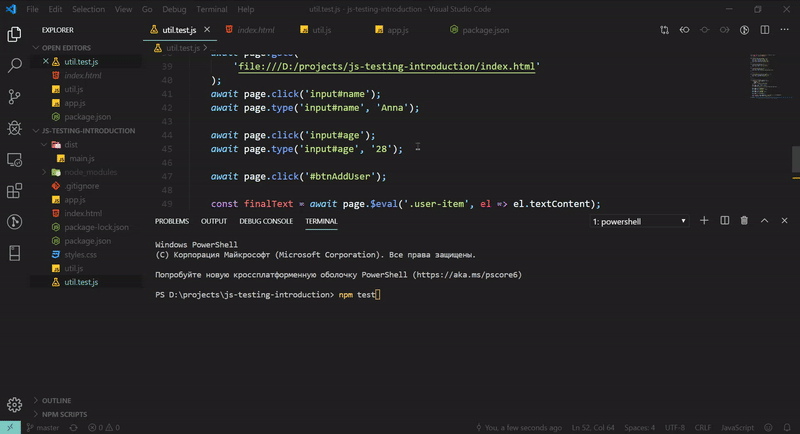 File Edit Selection View Go Debug Terminal Help util.test.js - js-testing-introduction - Visual Studio Code
EXPLORER
OPEN EDITORS
util.test.js
index.html
util.js
app.js
package.json
JS-TESTING-INTRODUCTION
dist
main.js
node_modules
.gitignore
app.js
index.html
package-lock.json
package.json
styles.css
util.js
util.test.js
OUTLINE
NPM SCRIPTS
util.test.js index.html util.js app.js package.json
util.test.js
await page.goto(
39 'file:///D:/projects/js-testing-introduction/index.html'
40 );
41 await page.click('input#name');
42 await page.type('input#name', 'Anna');
43
44 await page.click('input#age');
45 await page.type('input#age', '28');
46
47 await page.click('#btnAddUser');
48
49 const finalText = await page.$eval('.user-item', el => el.textContent);
PROBLEMS OUTPUT DEBUG CONSOLE TERMINAL 1: powershell
Windows PowerShell
(C) Корпорация Майкрософт (Microsoft Corporation). Все права защищены.
Попробуйте новую кроссплатформенную оболочку PowerShell (https://aka.ms/pscore6)
PS D:\projects\js-testing-introduction> npm test
master 0 0 You, a few seconds ago Ln 52, Col 64 Spaces: 4 UTF-8 CRLF JavaScript